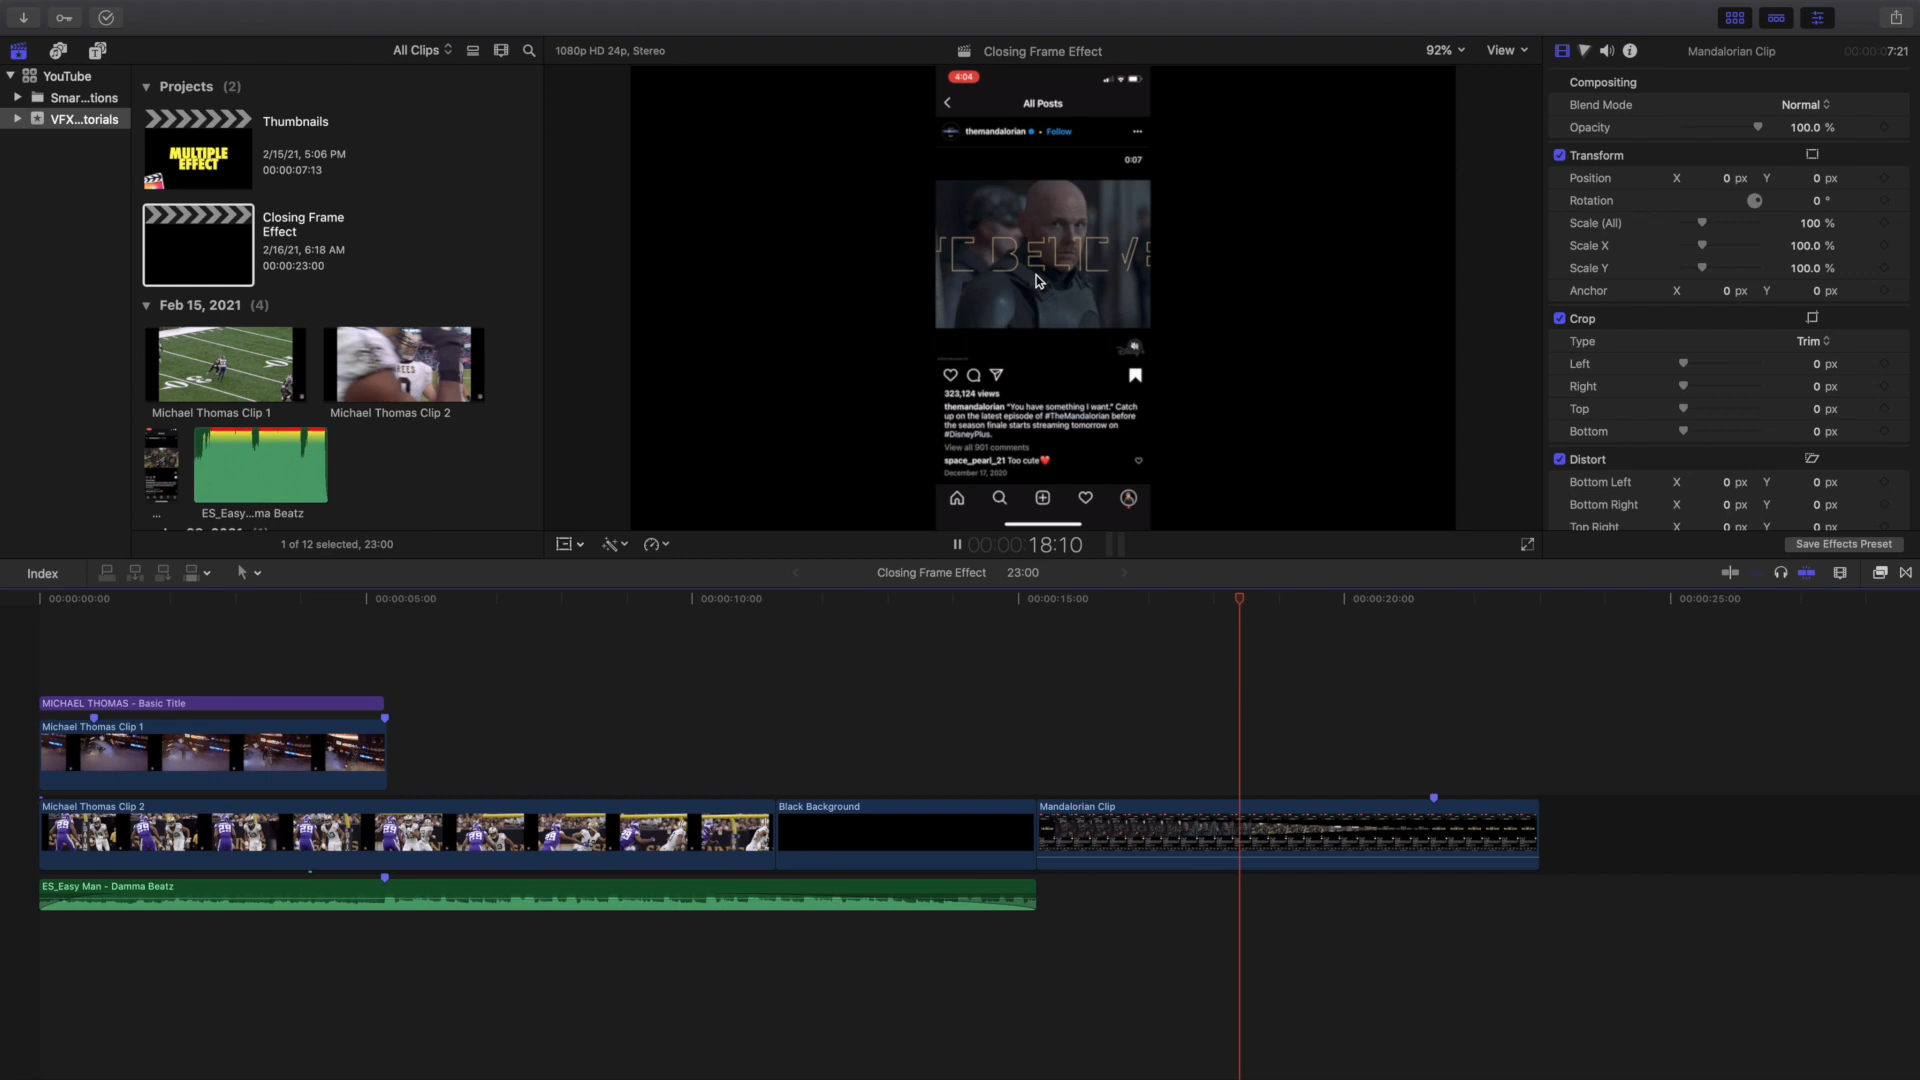 All Clips
1080p HD 24p, Stereo
Closing Frame Effect
92%
View
Mandalorian Clip
00:00:07:21
YouTube
Smar...tions
VFX...torials
Projects (2)
Thumbnails
2/15/21, 5:06 PM
00:00:07:13
MULTIPLE
EFFECT
Closing Frame
Effect
2/16/21, 6:18 AM
00:00:23:00
Feb 15, 2021 (4)
Michael Thomas Clip 1
Michael Thomas Clip 2
...
ES_Easy...ma Beatz
1 of 12 selected, 23:00
4:04
All Posts
themandalorian • Follow
0:07
BELIEVE
323,124 views
themandalorian "You have something I want." Catch
up on the latest episode of #TheMandalorian before
the season finale starts streaming tomorrow on
#DisneyPlus.
View all 901 comments
space_pearl_21 Too cute❤️
December 17, 2020
00:00:18:10
Compositing
Blend Mode Normal
Opacity 100.0 %
Transform
Position X 0 px Y 0 px
Rotation 0 °
Scale (All) 100 %
Scale X 100.0 %
Scale Y 100.0 %
Anchor X 0 px Y 0 px
Crop
Type Trim
Left 0 px
Right 0 px
Top 0 px
Bottom 0 px
Distort
Bottom Left X 0 px Y 0 px
Bottom Right X 0 px Y 0 px
Top Right X 0 px Y 0 px
Save Effects Preset
Index
Closing Frame Effect 23:00
00:00:00:00
00:00:05:00
00:00:10:00
00:00:15:00
00:00:20:00
00:00:25:00
MICHAEL THOMAS - Basic Title
Michael Thomas Clip 1
Michael Thomas Clip 2
Black Background
Mandalorian Clip
ES_Easy Man - Damma Beatz